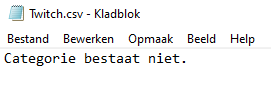 Twitch.csv - Kladblok
Bestand Bewerken Opmaak Beeld Help
Categorie bestaat niet.